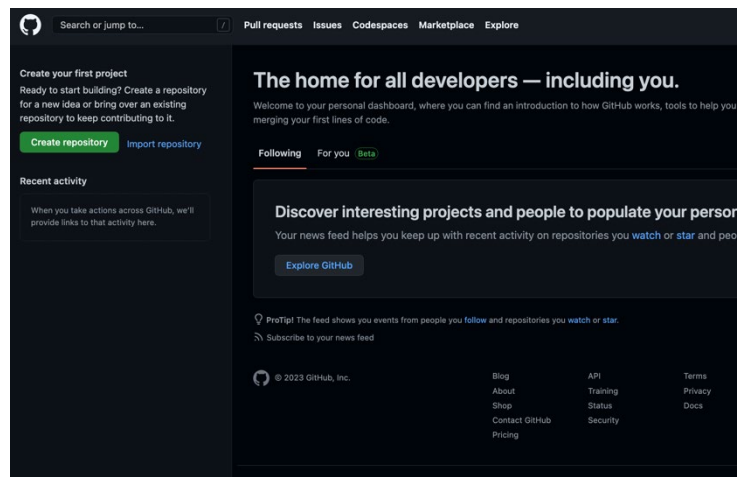 Search or jump to... /
Pull requests Issues Codespaces Marketplace Explore
Create your first project
Ready to start building? Create a repository
for a new idea or bring over an existing
repository to keep contributing to it.
Create repository Import repository
Recent activity
When you take actions across GitHub, we'll
provide links to that activity here.
The home for all developers — including you.
Welcome to your personal dashboard, where you can find an introduction to how GitHub works, tools to help you
merging your first lines of code.
Following For you Beta
Discover interesting projects and people to populate your person
Your news feed helps you keep up with recent activity on repositories you watch or star and peo
Explore GitHub
ProTip! The feed shows you events from people you follow and repositories you watch or star.
Subscribe to your news feed
© 2023 GitHub, Inc.
Blog API Terms
About Training Privacy
Shop Status Docs
Contact GitHub Security
Pricing